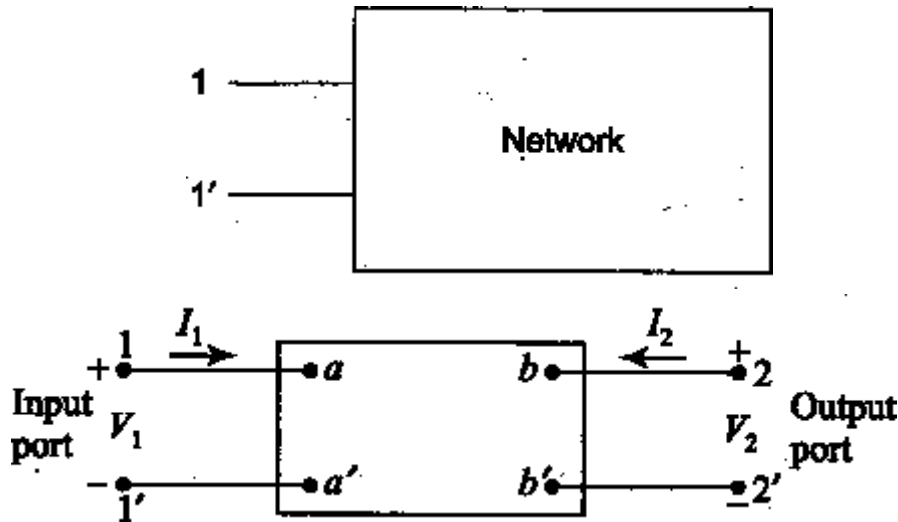 1
Network
1′
I₁
I₂
+ 1
a
b
+ 2
Input port
V₁
V₂
Output port
− 1′
a′
b′
− 2′